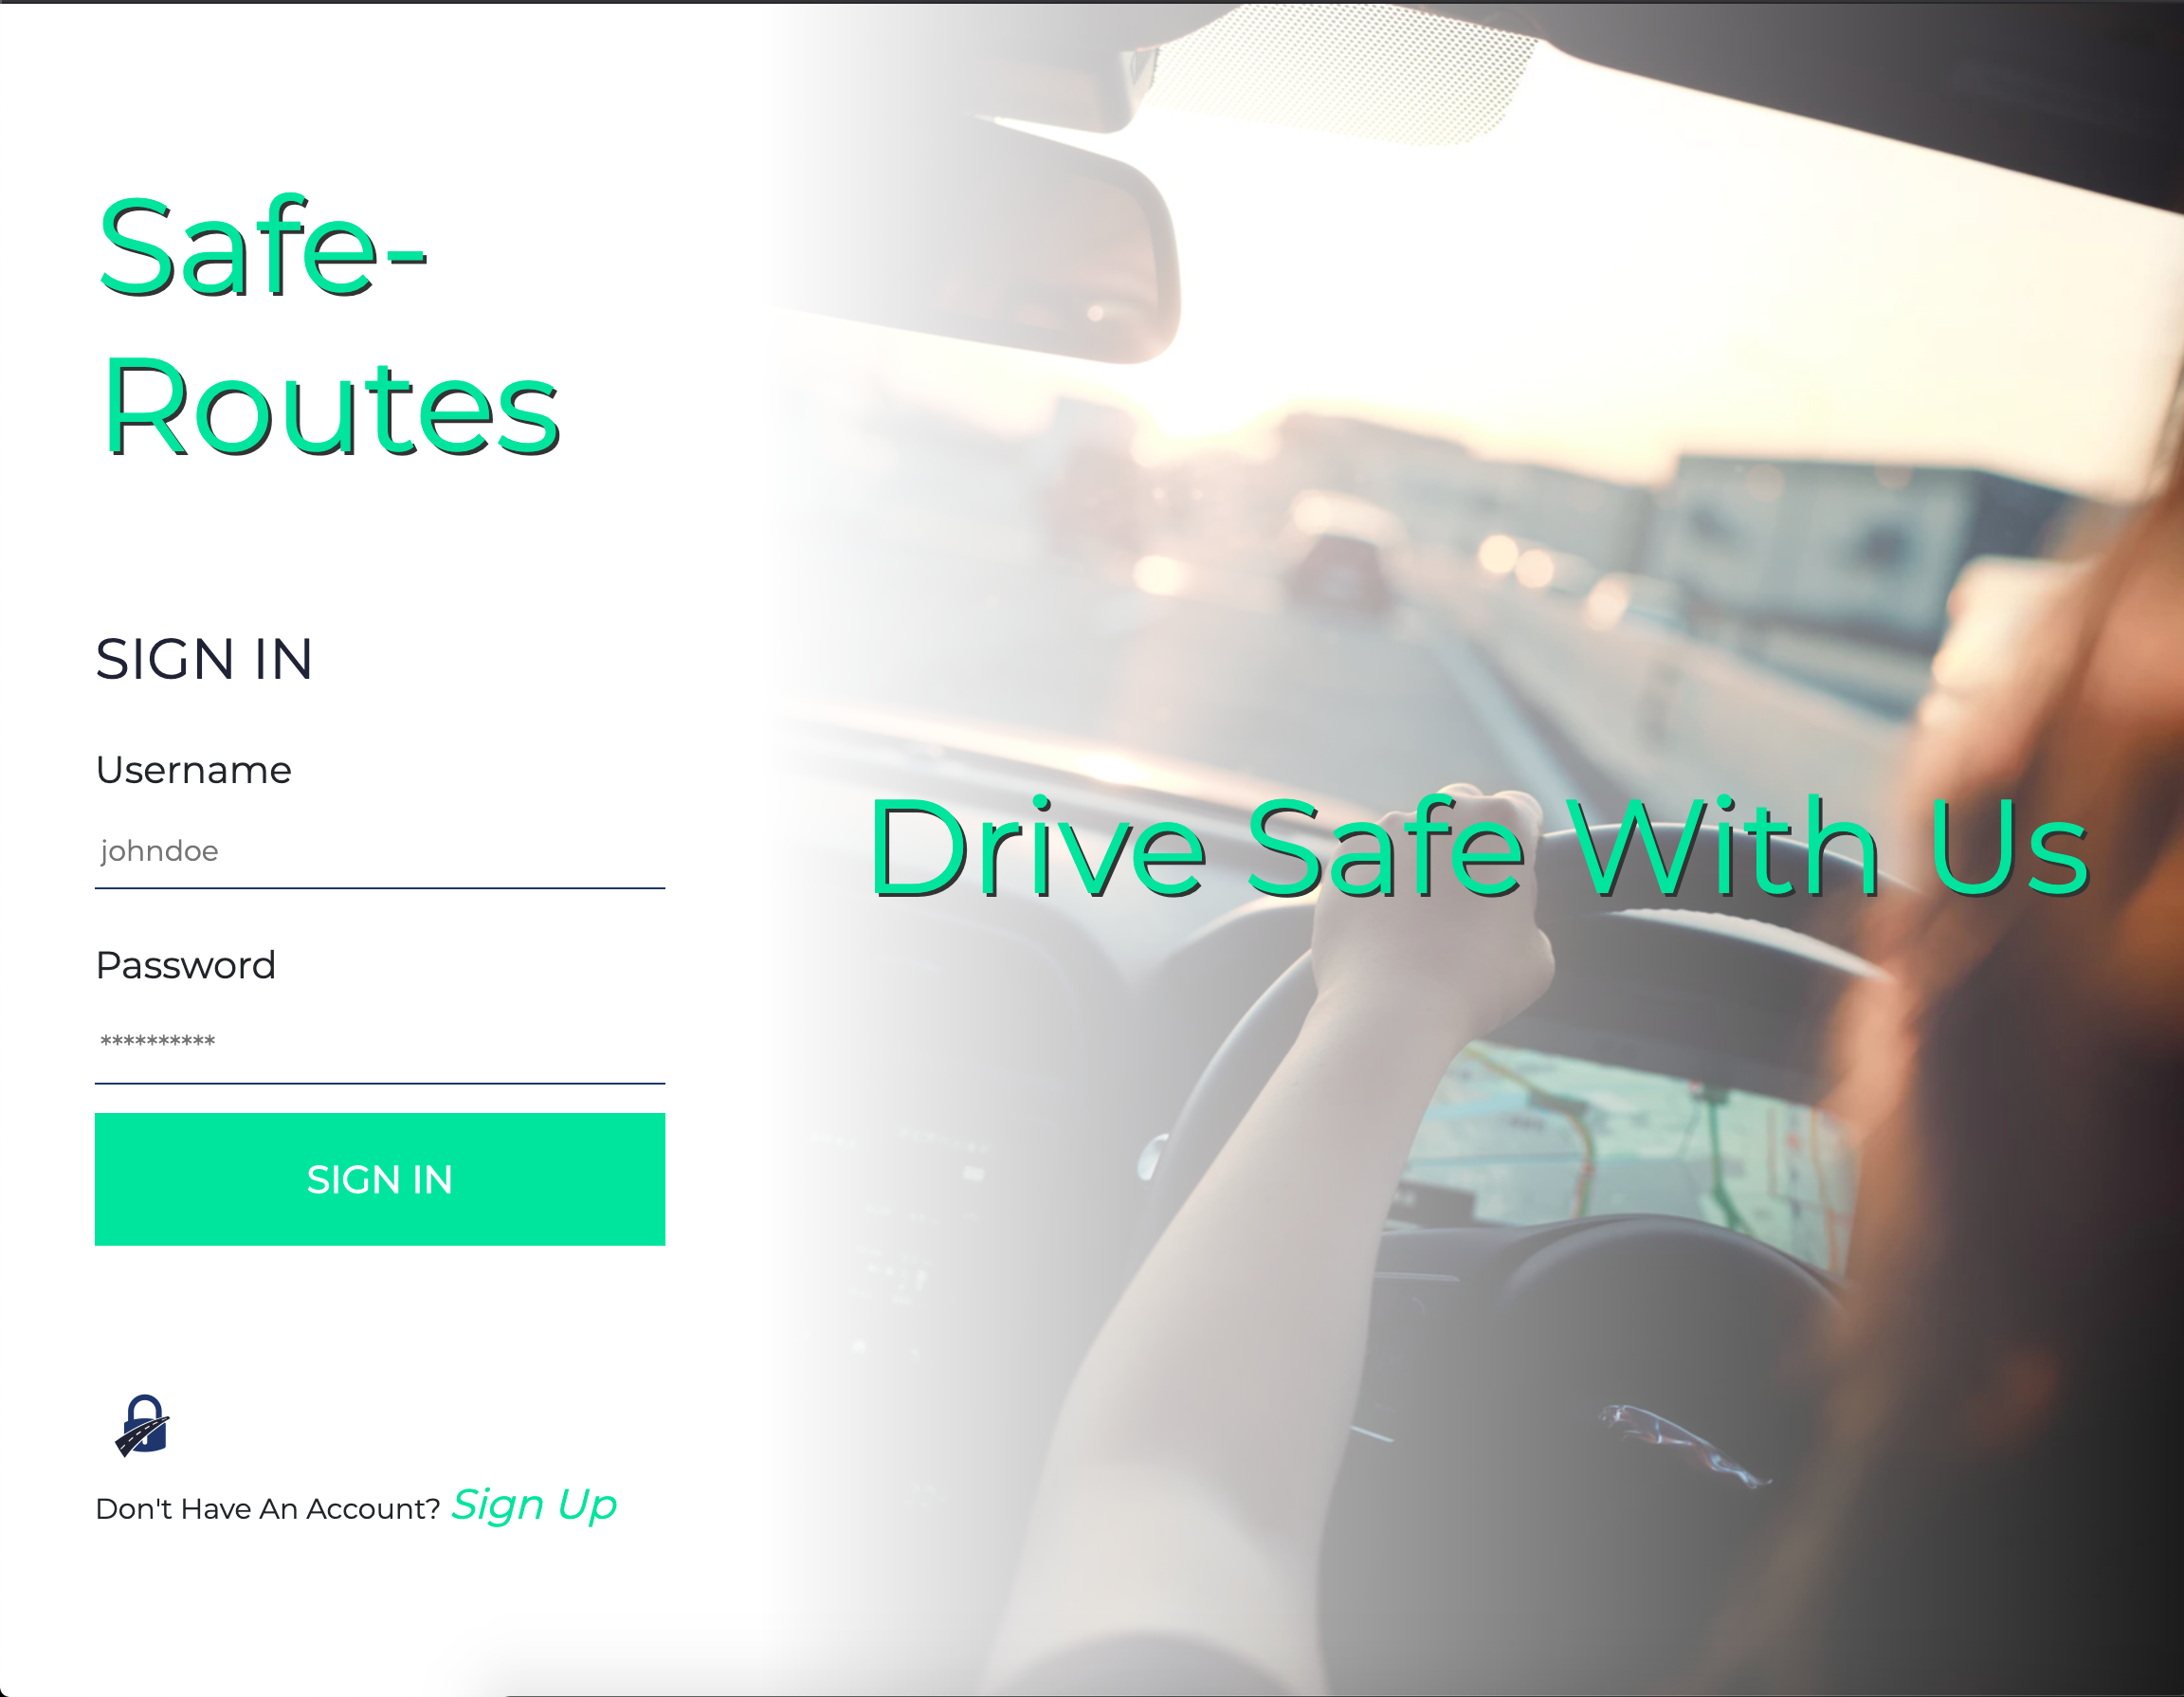 Safe-
Routes
SIGN IN
Username
johndoe
Password
**********
SIGN IN
Don't Have An Account? Sign Up
Drive Safe With Us